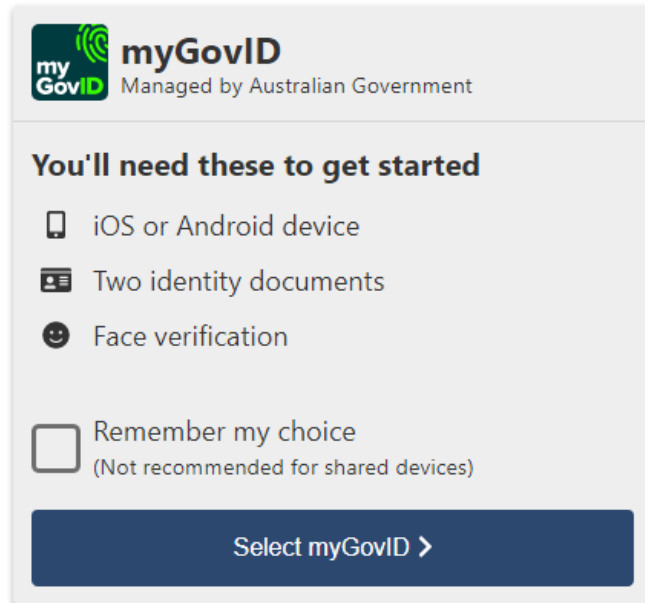 my
GovID
myGovID
Managed by Australian Government
You'll need these to get started
iOS or Android device
Two identity documents
Face verification
Remember my choice
(Not recommended for shared devices)
Select myGovID